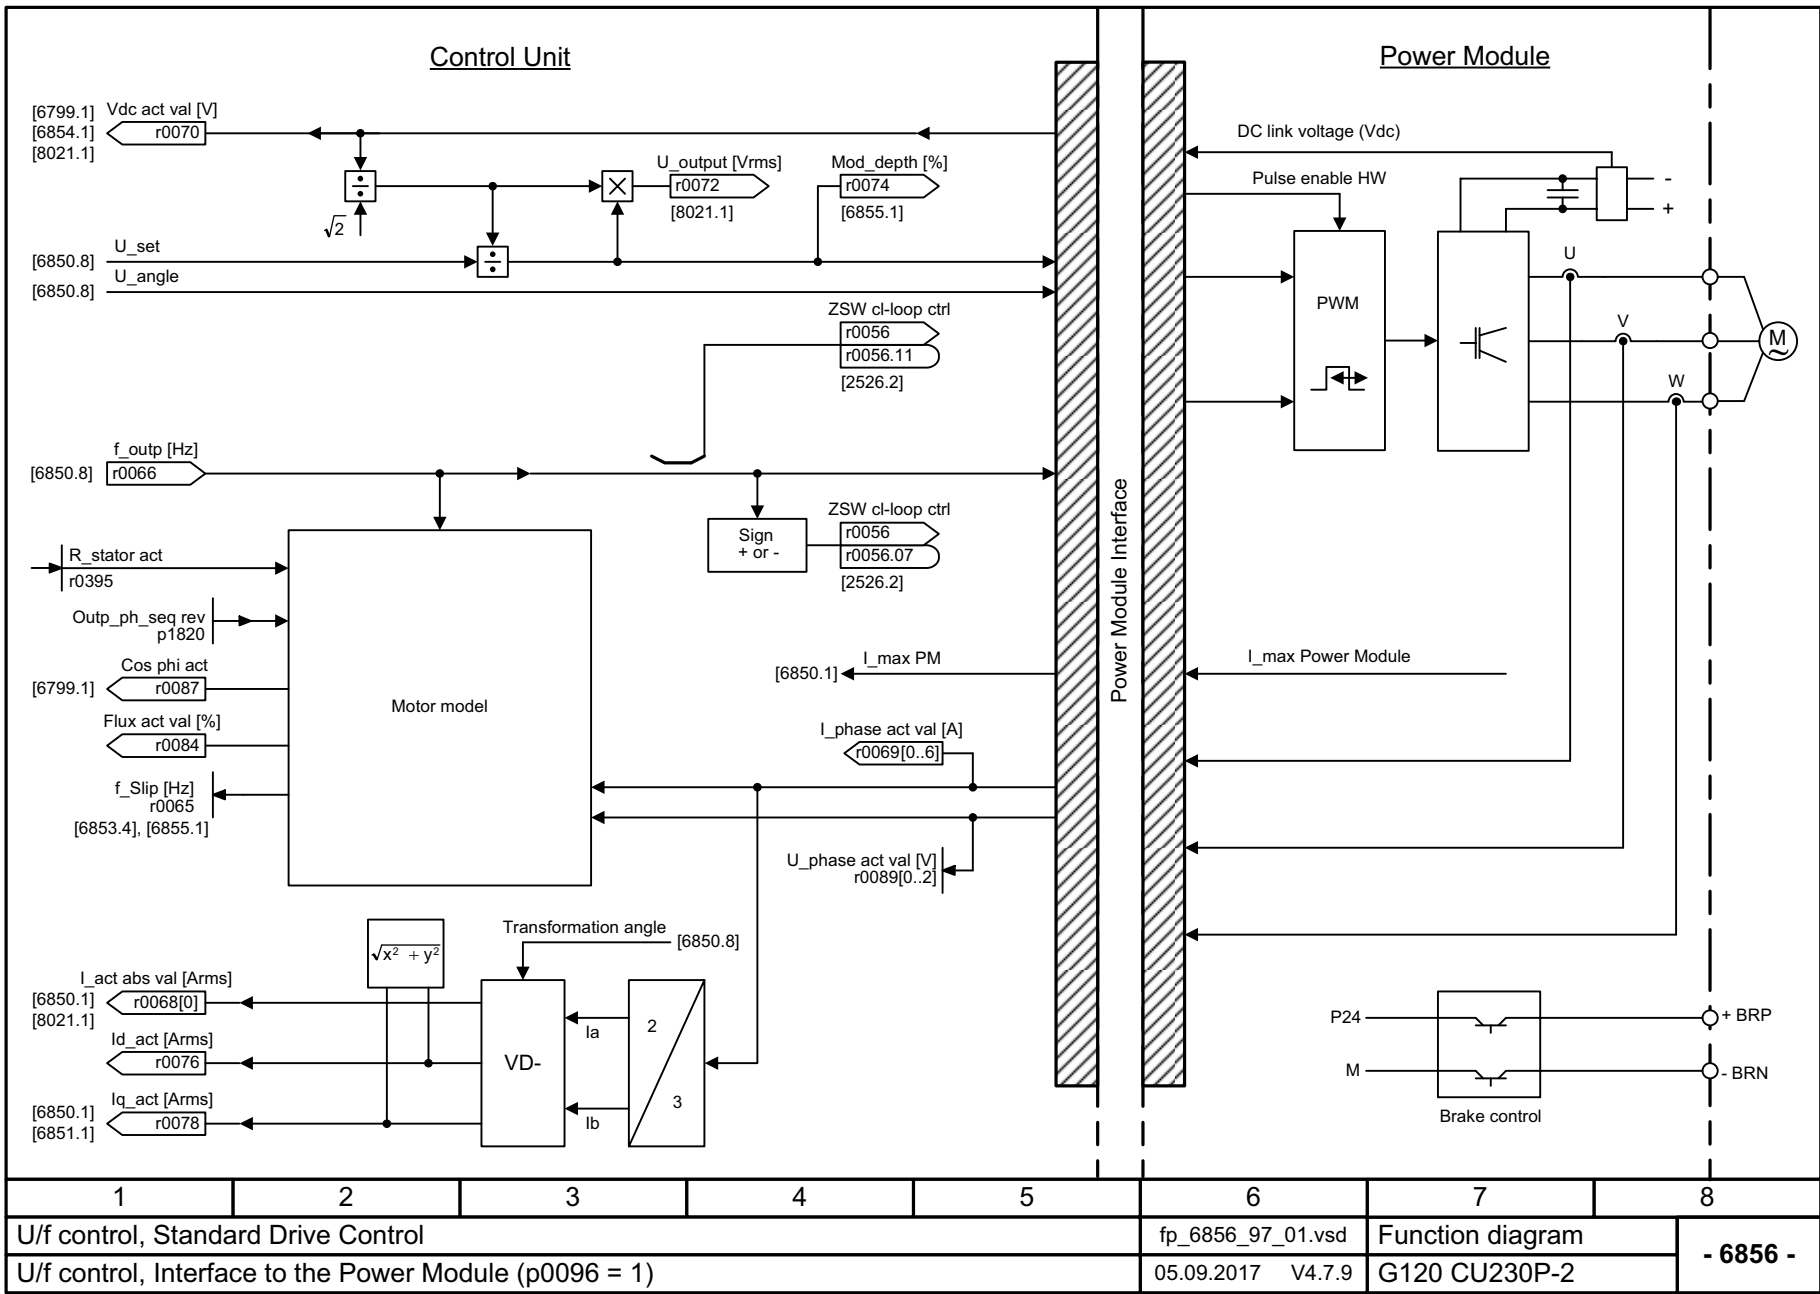 Control Unit
Power Module
[6799.1]
[6854.1]
[8021.1]
Vdc act val [V]
r0070
÷
√2
×
U_output [Vrms]
r0072
[8021.1]
Mod_depth [%]
r0074
[6855.1]
U_set
[6850.8]
÷
U_angle
[6850.8]
ZSW cl-loop ctrl
r0056
r0056.11
[2526.2]
f_outp [Hz]
[6850.8]
r0066
Sign
+ or -
ZSW cl-loop ctrl
r0056
r0056.07
[2526.2]
R_stator act
r0395
Outp_ph_seq rev
p1820
Cos phi act
[6799.1]
r0087
Flux act val [%]
r0084
f_Slip [Hz]
r0065
[6853.4], [6855.1]
Motor model
I_max PM
[6850.1]
I_phase act val [A]
r0069[0..6]
U_phase act val [V]
r0089[0..2]
√x² + y²
Transformation angle
[6850.8]
I_act abs val [Arms]
[6850.1]
[8021.1]
r0068[0]
Id_act [Arms]
r0076
Iq_act [Arms]
[6850.1]
[6851.1]
r0078
VD-
Ia
Ib
2
3
Power Module Interface
DC link voltage (Vdc)
Pulse enable HW
-
+
PWM
U
V
W
M
~
I_max Power Module
P24
M
+ BRP
- BRN
Brake control
1 2 3 4 5 6 7 8
U/f control, Standard Drive Control
fp_6856_97_01.vsd
Function diagram
- 6856 -
U/f control, Interface to the Power Module (p0096 = 1)
05.09.2017 V4.7.9
G120 CU230P-2